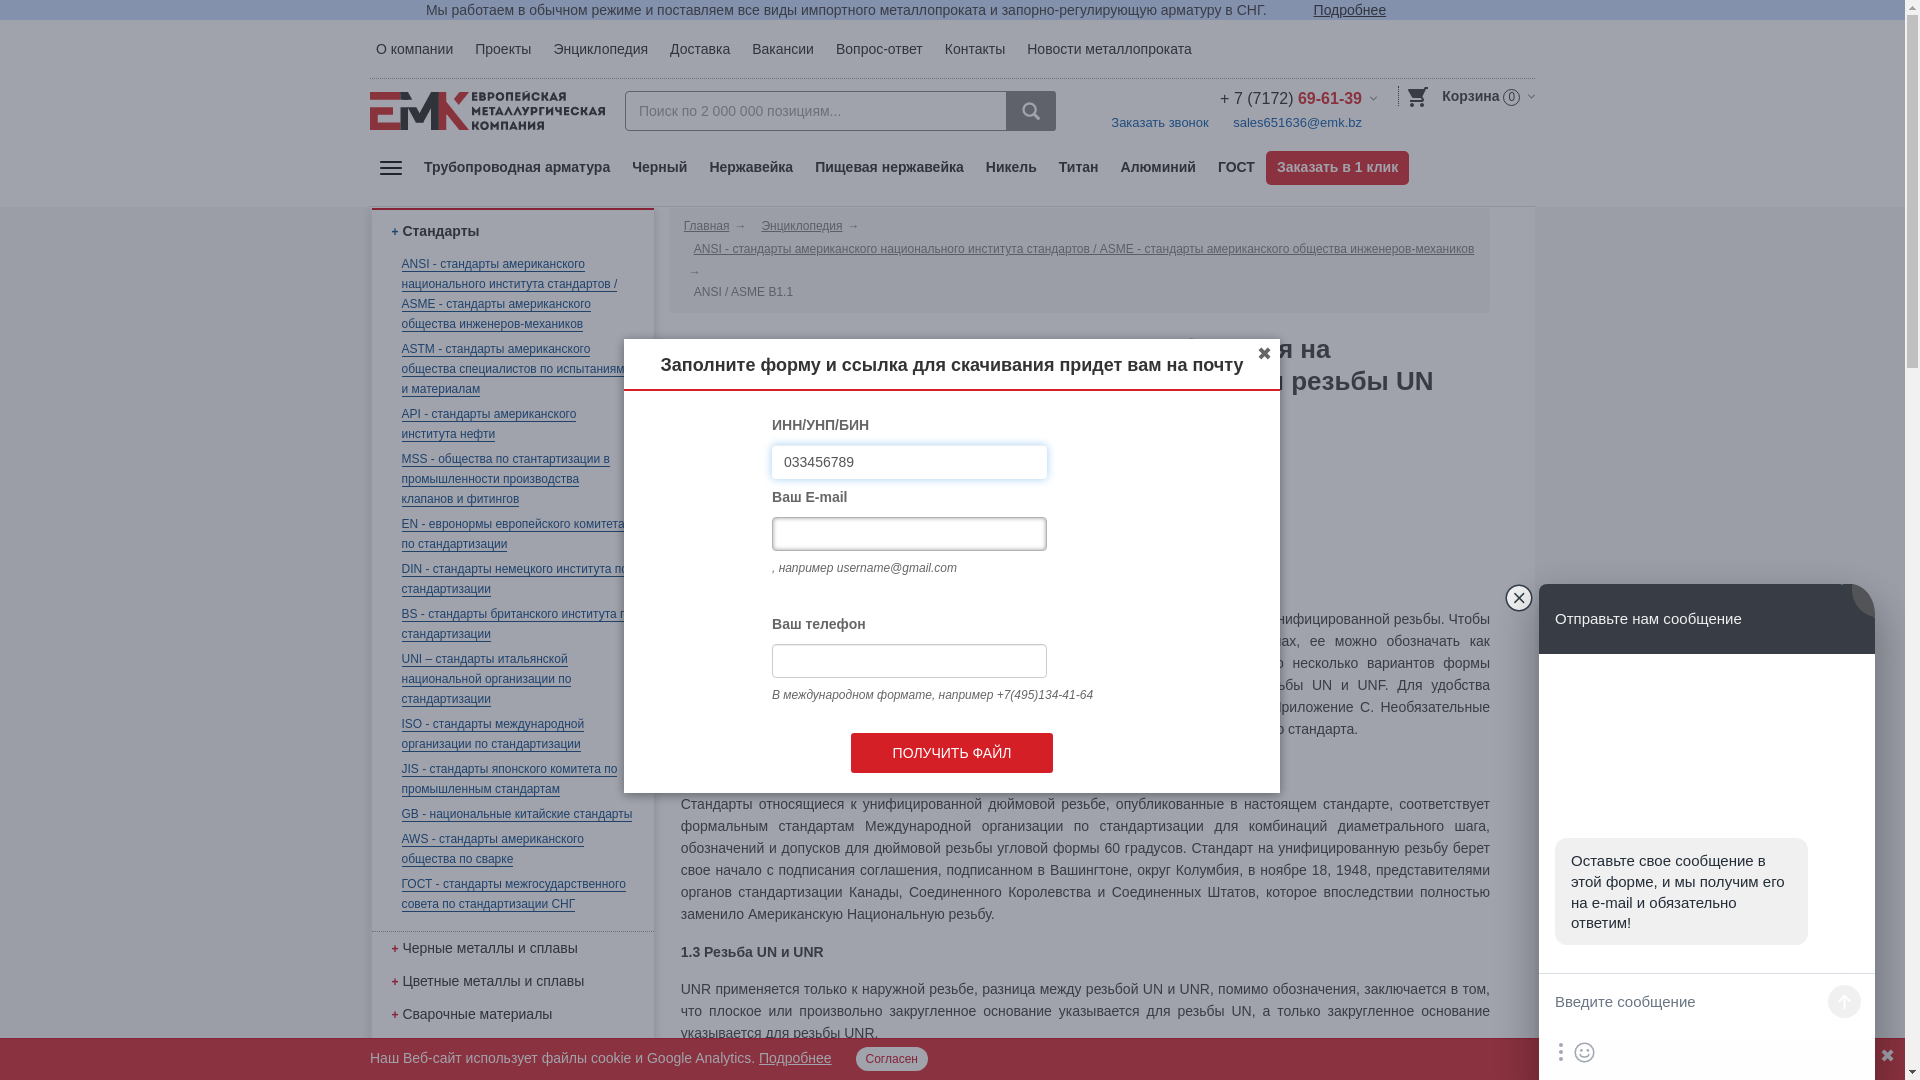 Мы работаем в обычном режиме и поставляем все виды импортного металлопроката и запорно-регулирующую арматуру в СНГ. Подробнее
О компании Проекты Энциклопедия Доставка Вакансии Вопрос-ответ Контакты Новости металлопроката
ЕМК ЕВРОПЕЙСКАЯ
МЕТАЛЛУРГИЧЕСКАЯ
КОМПАНИЯ
Поиск по 2 000 000 позициям...
+ 7 (7172) 69-61-39
Корзина 0
Заказать звонок sales651636@emk.bz
Трубопроводная арматура Черный Нержавейка Пищевая нержавейка Никель Титан Алюминий ГОСТ Заказать в 1 клик
+ Стандарты
ANSI - стандарты американского
национального института стандартов /
ASME - стандарты американского
общества инженеров-механиков
ASTM - стандарты американского
общества специалистов по испытаниям
и материалам
API - стандарты американского
института нефти
MSS - общества по стантартизации в
промышленности производства
клапанов и фитингов
EN - евронормы европейского комитета
по стандартизации
DIN - стандарты немецкого института по
стандартизации
BS - стандарты британского института
стандартизации
UNI – стандарты итальянской
национальной организации по
стандартизации
ISO - стандарты международной
организации по стандартизации
JIS - стандарты японского комитета по
промышленным стандартам
GB - национальные китайские стандарты
AWS - стандарты американского
общества по сварке
ГОСТ - стандарты межгосударственного
совета по стандартизации СНГ
+ Черные металлы и сплавы
+ Цветные металлы и сплавы
+ Сварочные материалы
Главная → Энциклопедия →
ANSI - стандарты американского национального института стандартов / ASME - стандарты американского общества инженеров-механиков
→
ANSI / ASME B1.1
на
резьбы UN
Заполните форму и ссылка для скачивания придет вам на почту
✖
ИНН/УНП/БИН
033456789
Ваш E-mail
, например username@gmail.com
Ваш телефон
В международном формате, например +7(495)134-41-64
ПОЛУЧИТЬ ФАЙЛ
резьбы. Чтобы
ее можно обозначать как
несколько вариантов формы
UN и UNF. Для удобства
C. Необязательные
стандарта.
Стандарты относящиеся к унифицированной дюймовой резьбе, опубликованные в настоящем стандарте, соответствует
формальным стандартам Международной организации по стандартизации для комбинаций диаметрального шага,
обозначений и допусков для дюймовой резьбы угловой формы 60 градусов. Стандарт на унифицированную резьбу берет
свое начало с подписания соглашения, подписанном в Вашингтоне, округ Колумбия, в ноябре 18, 1948, представителями
органов стандартизации Канады, Соединенного Королевства и Соединенных Штатов, которое впоследствии полностью
заменило Американскую Национальную резьбу.
1.3 Резьба UN и UNR
UNR применяется только к наружной резьбе, разница между резьбой UN и UNR, помимо обозначения, заключается в том,
что плоское или произвольно закругленное основание указывается для резьбы UN, а только закругленное основание
указывается для резьбы UNR.
Отправьте нам сообщение
Оставьте свое сообщение в
этой форме, и мы получим его
на e-mail и обязательно
ответим!
Введите сообщение
Наш Веб-сайт использует файлы cookie и Google Analytics. Подробнее Согласен ✖